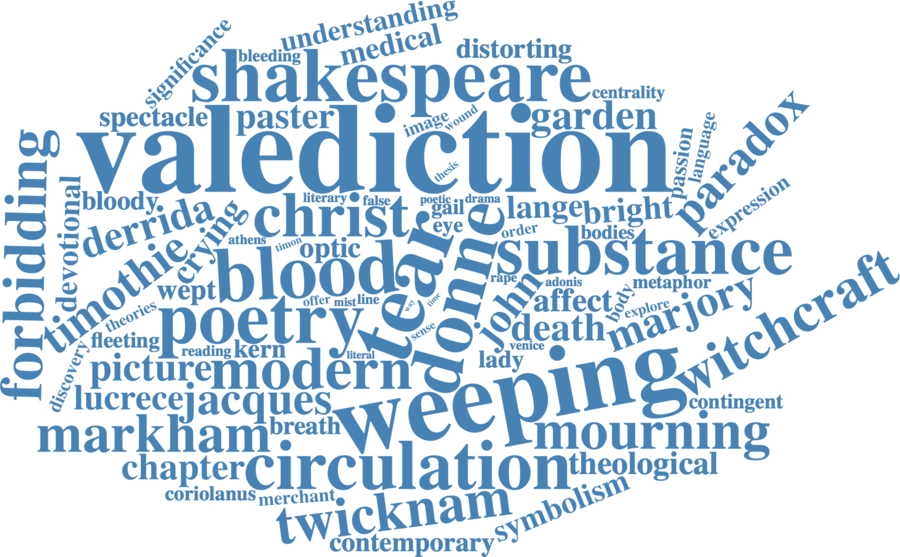 understanding
significance
bleeding
medical
distorting
shakespeare
centrality
spectacle
paster
image
wound
garden
paradox
valediction
thesis
passion
language
forbidding
devotional
bloody
derrida
crying
literary
false
poetic
drama
christ
gail
eye
lange
bright
expression
timothie
athens
timon
optic
tear
donne
order
bodies
substance
wept
blood
rape
adonis
metaphor
theories
offer
mist
line
way
time
john
affect
body
explore
marjory
witchcraft
poetry
sense
death
fleeting
reading
kern
literal
lady
venice
discovery
picture
modern
weeping
contingent
lucrece
jacques
markham
breath
mourning
chapter
circulation
theological
coriolanus
merchant
twicknam
symbolism
contemporary